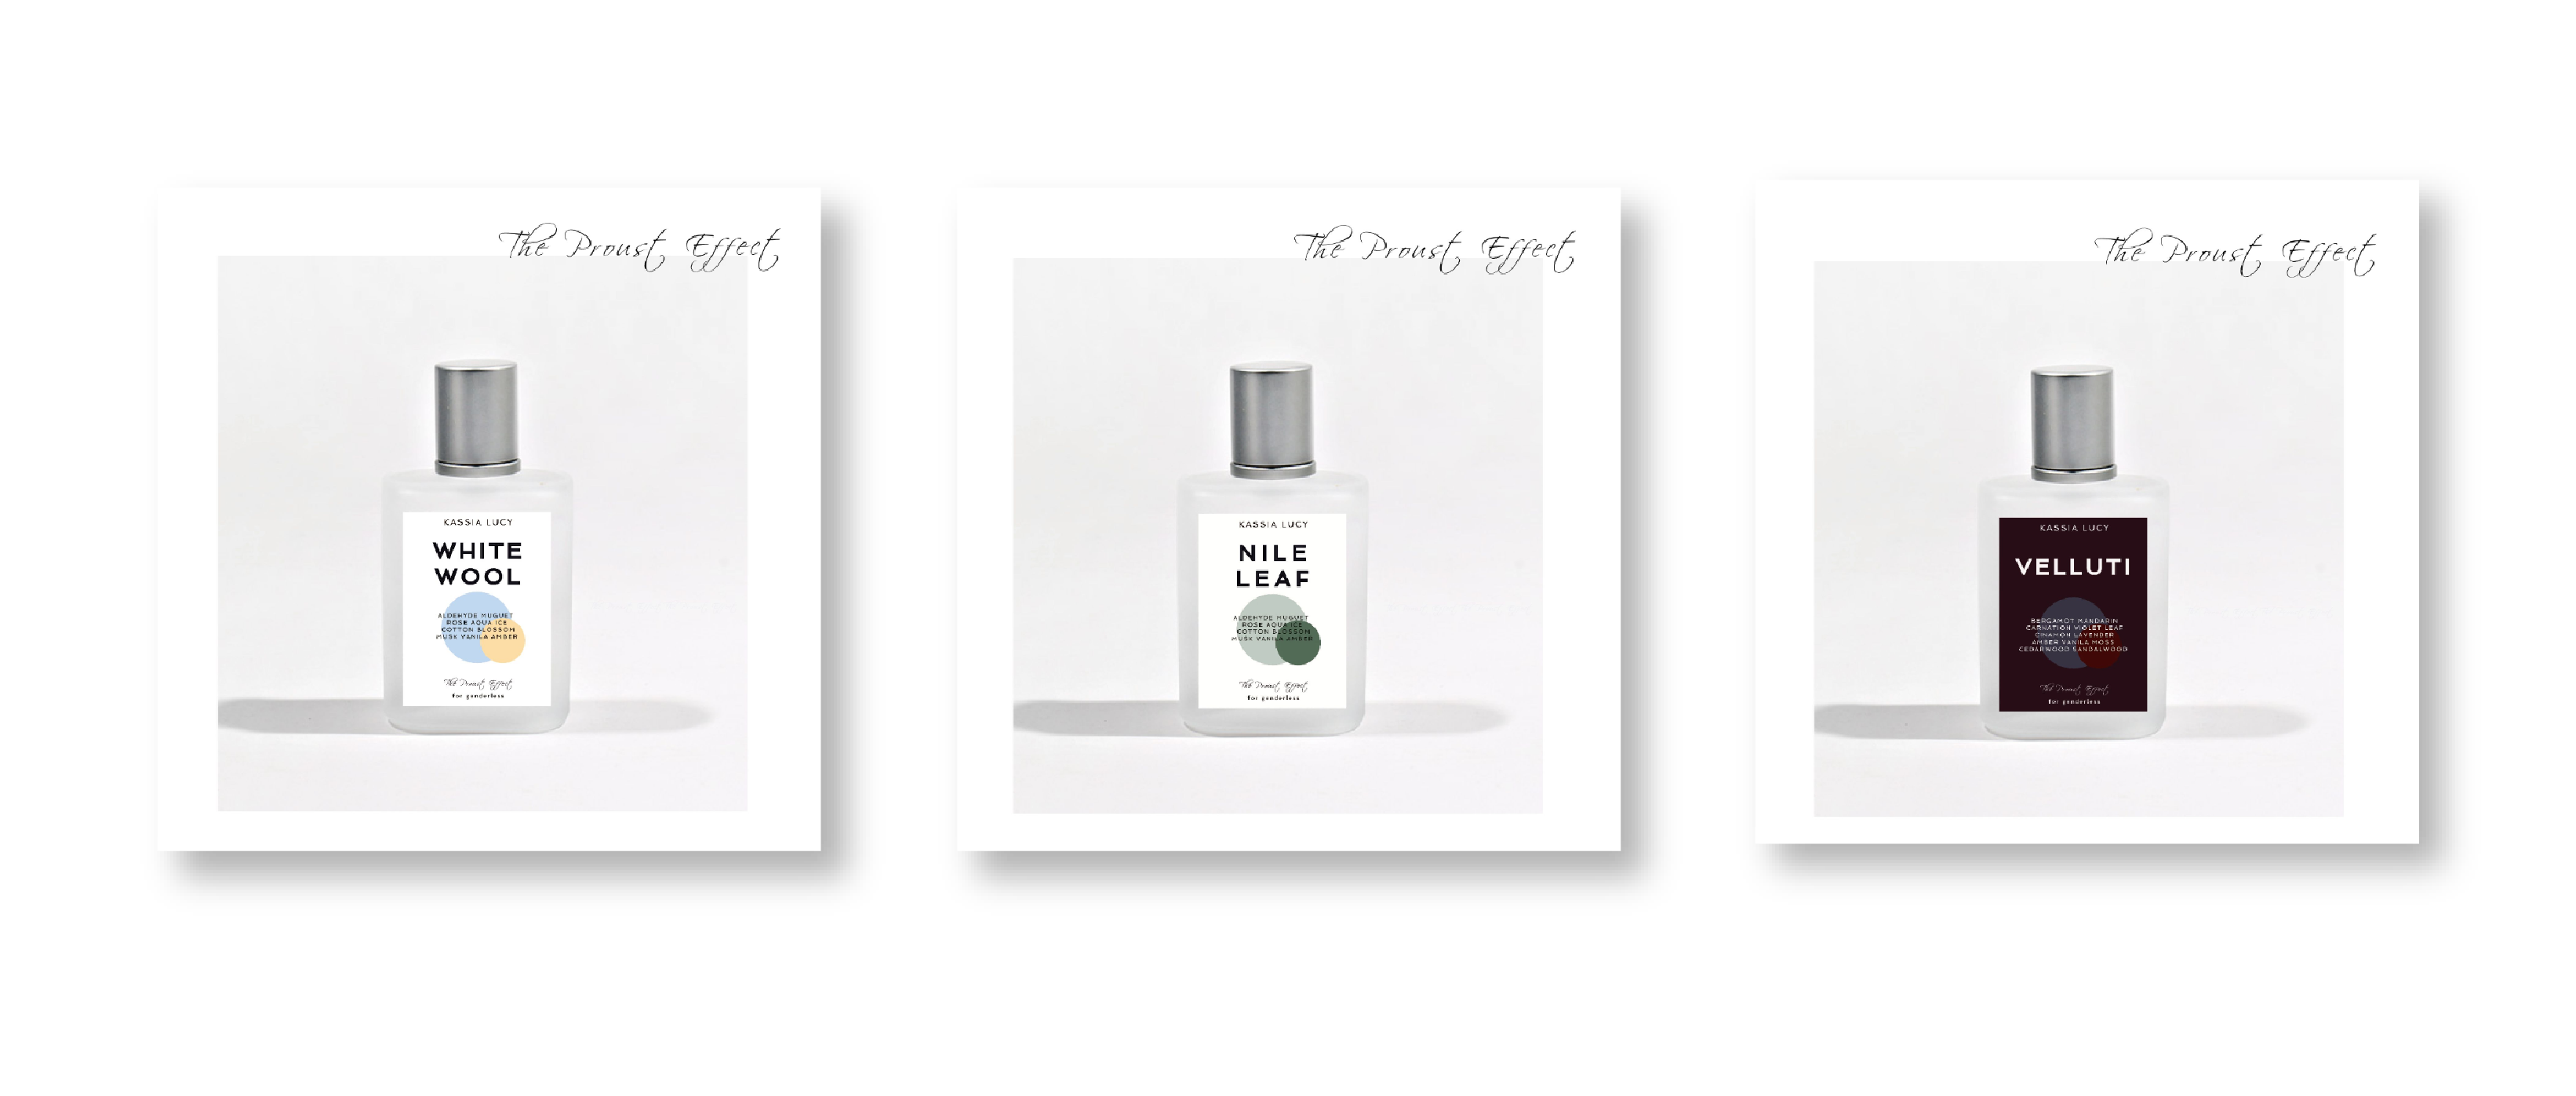 The Proust Effect
KASSIA LUCY
WHITE
WOOL
ALDEHYDE MUGUET
ROSE AQUA ICE
COTTON BLOSSOM
MUSK VANILA AMBER
The Proust Effect
for genderless
The Proust Effect
KASSIA LUCY
NILE
LEAF
ALDEHYDE MUGUET
ROSE AQUA ICE
COTTON BLOSSOM
MUSK VANILA AMBER
The Proust Effect
for genderless
The Proust Effect
KASSIA LUCY
VELLUTI
BERGAMOT MANDARIN
CARNATION VIOLET LEAF
CINAMON LAVENDER
AMBER VANILA MOSS
CEDARWOOD SANDALWOOD
The Proust Effect
for genderless